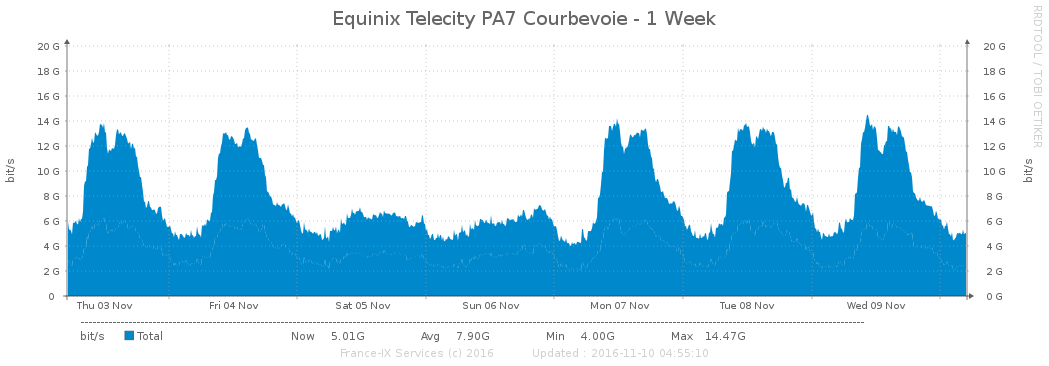 Equinix Telecity PA7 Courbevoie - 1 Week
RRDTOOL / TOBI OETIKER
bit/s
20 G 20 G
18 G 18 G
16 G 16 G
14 G 14 G
12 G 12 G
10 G 10 G
8 G 8 G
6 G 6 G
4 G 4 G
2 G 2 G
0 0 G
bit/s
Thu 03 Nov Fri 04 Nov Sat 05 Nov Sun 06 Nov Mon 07 Nov Tue 08 Nov Wed 09 Nov
bit/s Total Now 5.01G Avg 7.90G Min 4.00G Max 14.47G
France-IX Services (c) 2016 Updated : 2016-11-10 04:55:10